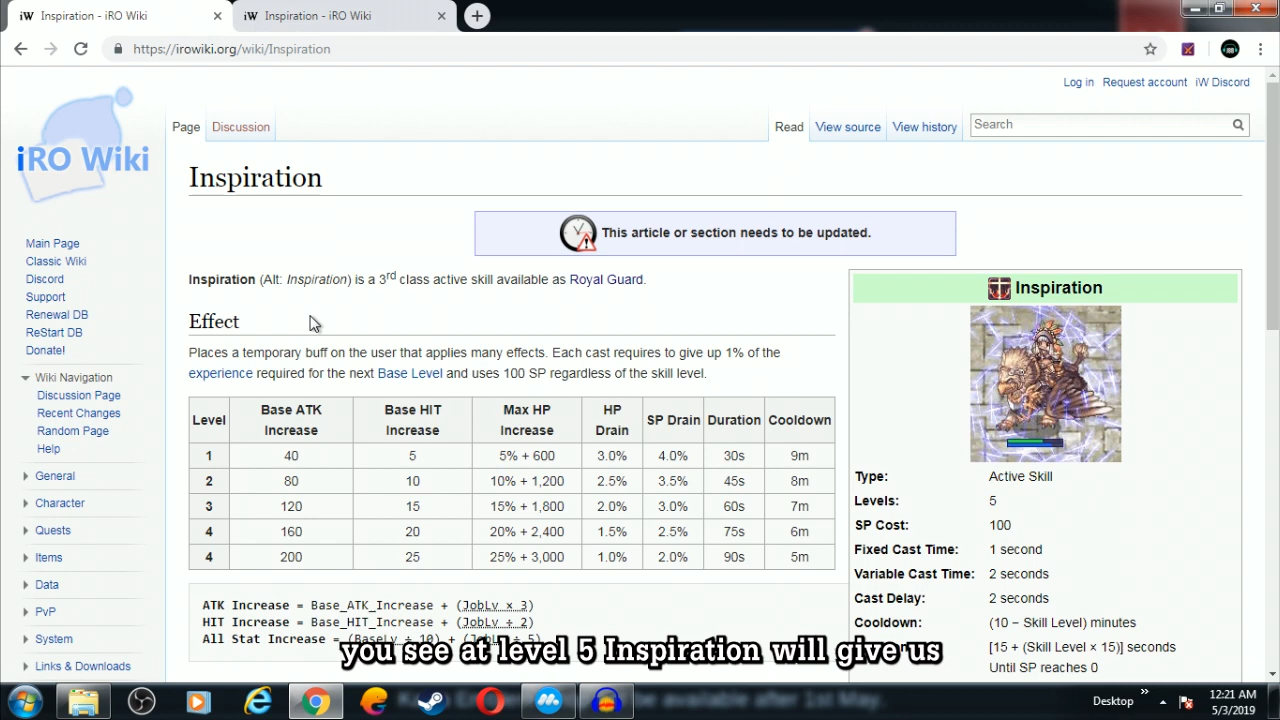 Inspiration - iRO Wiki
Inspiration - iRO Wiki
https://irowiki.org/wiki/Inspiration
Log in Request account iW Discord
Page Discussion Read View source View history Search
iRO Wiki
Inspiration
This article or section needs to be updated.
Main Page
Classic Wiki
Discord
Support
Renewal DB
ReStart DB
Donate!
Wiki Navigation
Discussion Page
Recent Changes
Random Page
Help
General
Character
Quests
Items
Data
PvP
System
Links & Downloads
Inspiration (Alt: Inspiration) is a 3rd class active skill available as Royal Guard.
Effect
Places a temporary buff on the user that applies many effects. Each cast requires to give up 1% of the
experience required for the next Base Level and uses 100 SP regardless of the skill level.
Level Base ATK Increase Base HIT Increase Max HP Increase HP Drain SP Drain Duration Cooldown
1 40 5 5% + 600 3.0% 4.0% 30s 9m
2 80 10 10% + 1,200 2.5% 3.5% 45s 8m
3 120 15 15% + 1,800 2.0% 3.0% 60s 7m
4 160 20 20% + 2,400 1.5% 2.5% 75s 6m
4 200 25 25% + 3,000 1.0% 2.0% 90s 5m
ATK Increase = Base_ATK_Increase + (JobLv × 3)
HIT Increase = Base_HIT_Increase + (JobLv ÷ 2)
All Stat Increase = (BaseLv ÷ 10) + (JobLv ÷ 5)
Inspiration
Type: Active Skill
Levels: 5
SP Cost: 100
Fixed Cast Time: 1 second
Variable Cast Time: 2 seconds
Cast Delay: 2 seconds
Cooldown: (10 − Skill Level) minutes
[15 + (Skill Level × 15)] seconds
Until SP reaches 0
you see at level 5 Inspiration will give us
be available after 1st May.
Desktop
12:21 AM
5/3/2019